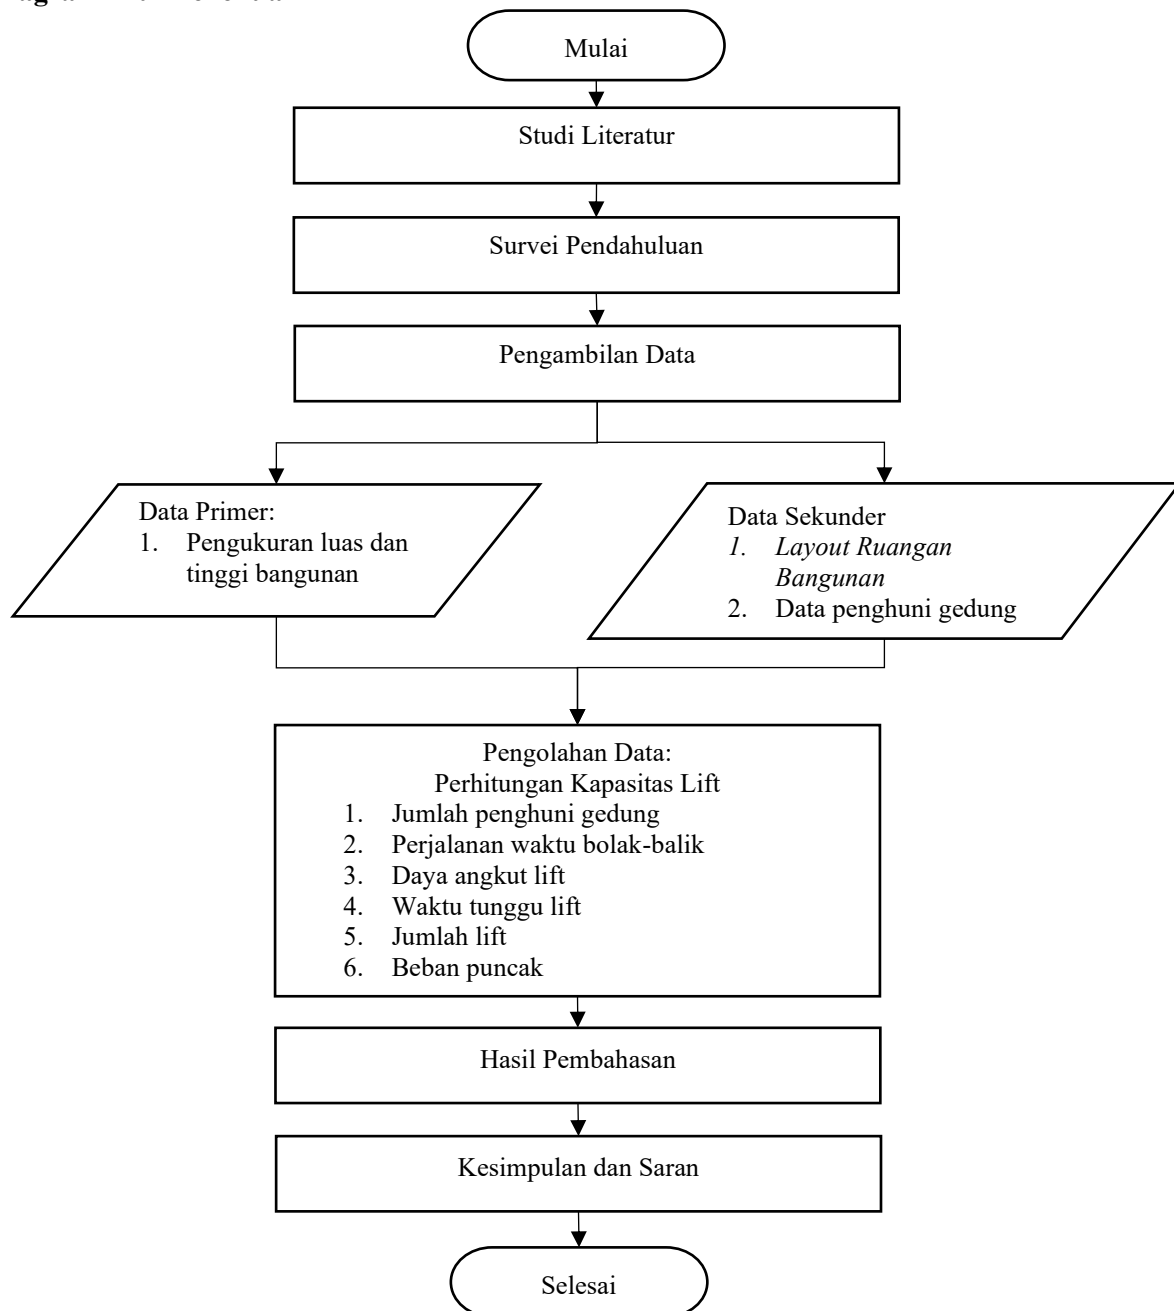 Mulai
Studi Literatur
Survei Pendahuluan
Pengambilan Data
Data Primer:
1. Pengukuran luas dan
tinggi bangunan
Data Sekunder
1. Layout Ruangan
Bangunan
2. Data penghuni gedung
Pengolahan Data:
Perhitungan Kapasitas Lift
1. Jumlah penghuni gedung
2. Perjalanan waktu bolak-balik
3. Daya angkut lift
4. Waktu tunggu lift
5. Jumlah lift
6. Beban puncak
Hasil Pembahasan
Kesimpulan dan Saran
Selesai